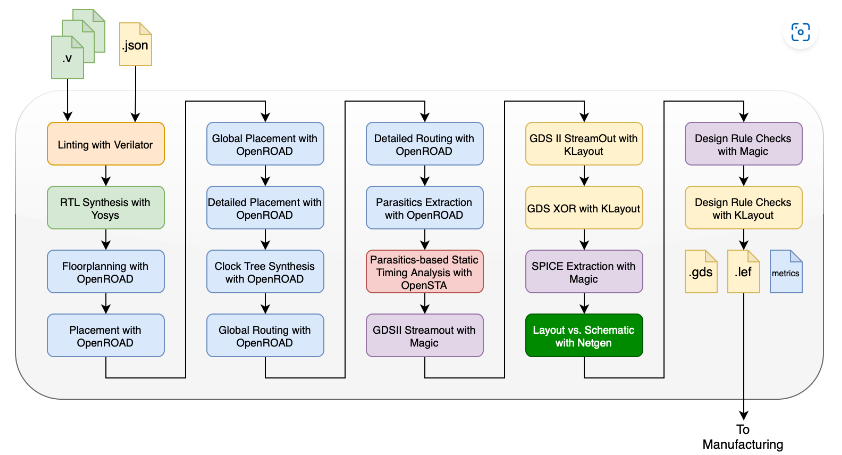 .v
.json
Linting with Verilator
RTL Synthesis with
Yosys
Floorplanning with
OpenROAD
Placement with
OpenROAD
Global Placement with
OpenROAD
Detailed Placement with
OpenROAD
Clock Tree Synthesis
with OpenROAD
Global Routing with
OpenROAD
Detailed Routing with
OpenROAD
Parasitics Extraction
with OpenROAD
Parasitics-based Static
Timing Analysis with
OpenSTA
GDSII Streamout with
Magic
GDS II StreamOut with
KLayout
GDS XOR with KLayout
SPICE Extraction with
Magic
Layout vs. Schematic
with Netgen
Design Rule Checks
with Magic
Design Rule Checks
with KLayout
.gds
.lef
metrics
To
Manufacturing